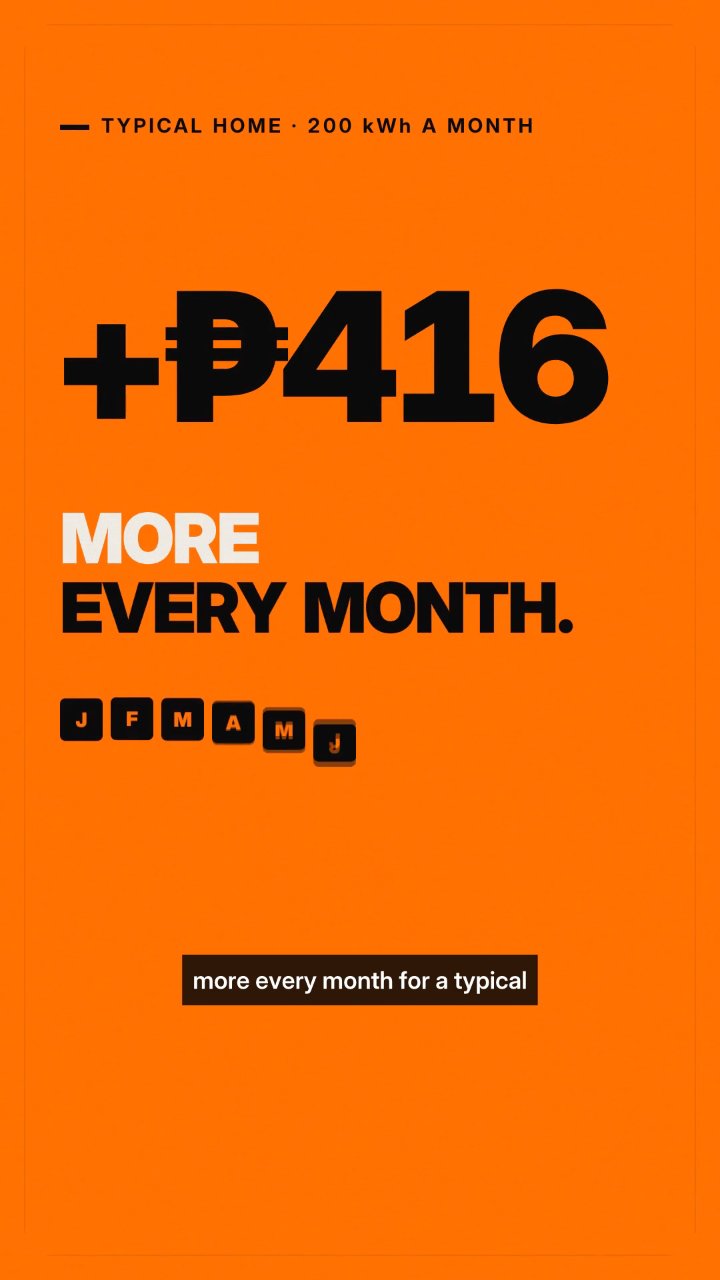 TYPICAL HOME · 200 kWh A MONTH
+₱416
MORE
EVERY MONTH.
J F M A M J
more every month for a typical